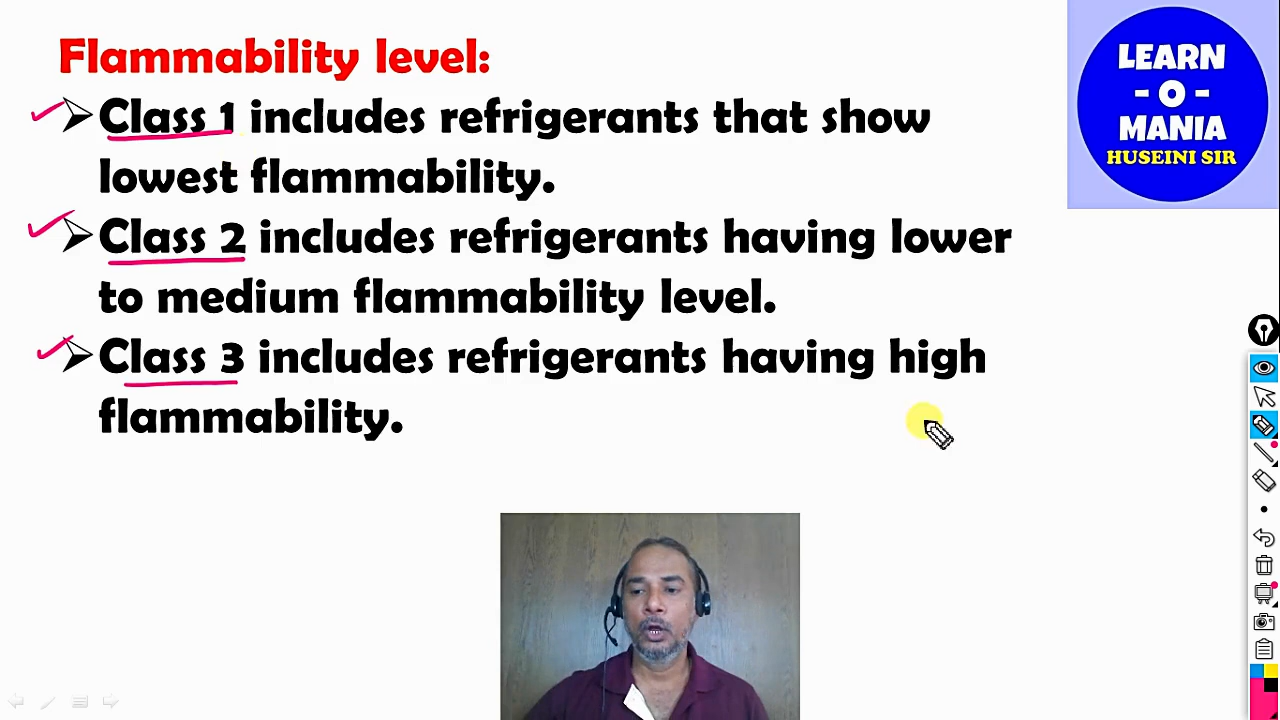 Flammability level:
Class 1 includes refrigerants that show
lowest flammability.
Class 2 includes refrigerants having lower
to medium flammability level.
Class 3 includes refrigerants having high
flammability.
LEARN
- O -
MANIA
HUSEINI SIR